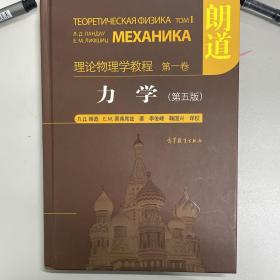 ТЕОРЕТИЧЕСКАЯ ФИЗИКА ТОМ I
Л. Д. ЛАНДАУ
Е. М. ЛИФШИЦ
МЕХАНИКА
朗道
理论物理学教程 第一卷
力 学 (第五版)
Л. Д. 朗道 Е. М. 栗弗席兹 著 李俊峰 鞠国兴 译校
高等教育出版社